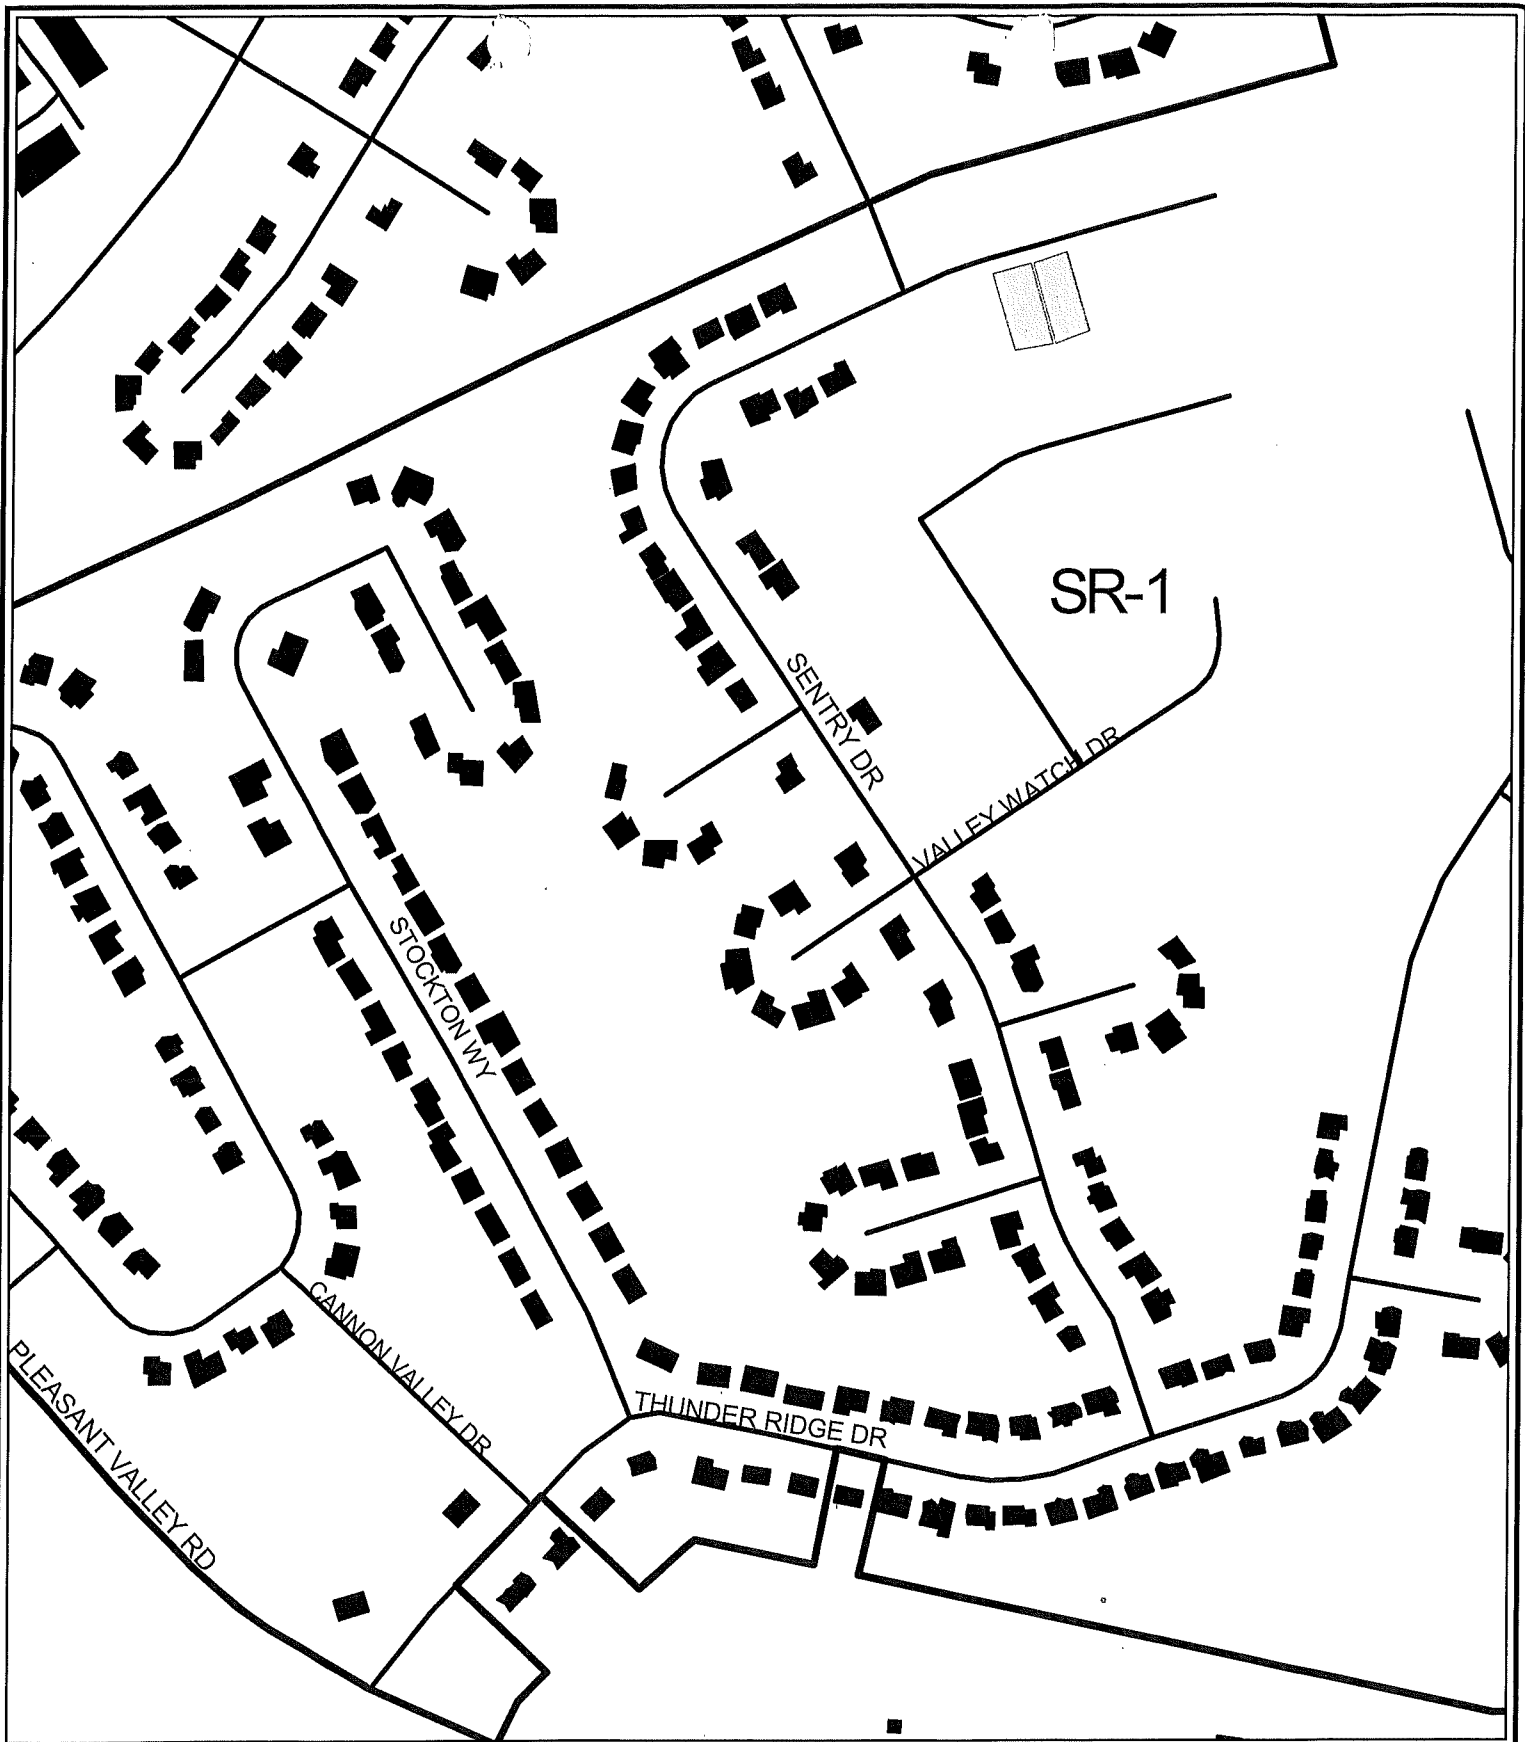 SR-1
SENTRY DR
VALLEY WATCH DR
STOCKTON WY
CANNON VALLEY DR
THUNDER RIDGE DR
PLEASANT VALLEY RD